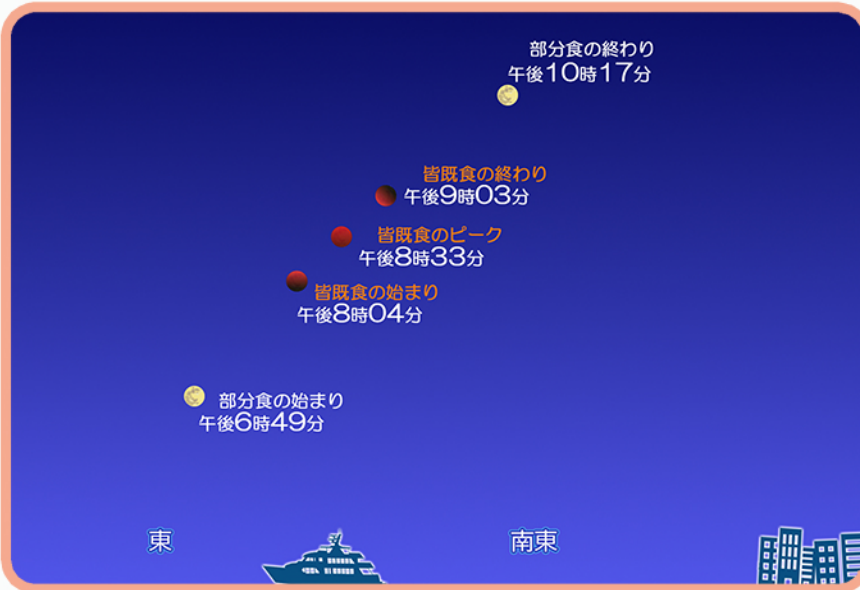 部分食の終わり
午後10時17分
皆既食の終わり
午後9時03分
皆既食のピーク
午後8時33分
皆既食の始まり
午後8時04分
部分食の始まり
午後6時49分
東
南東